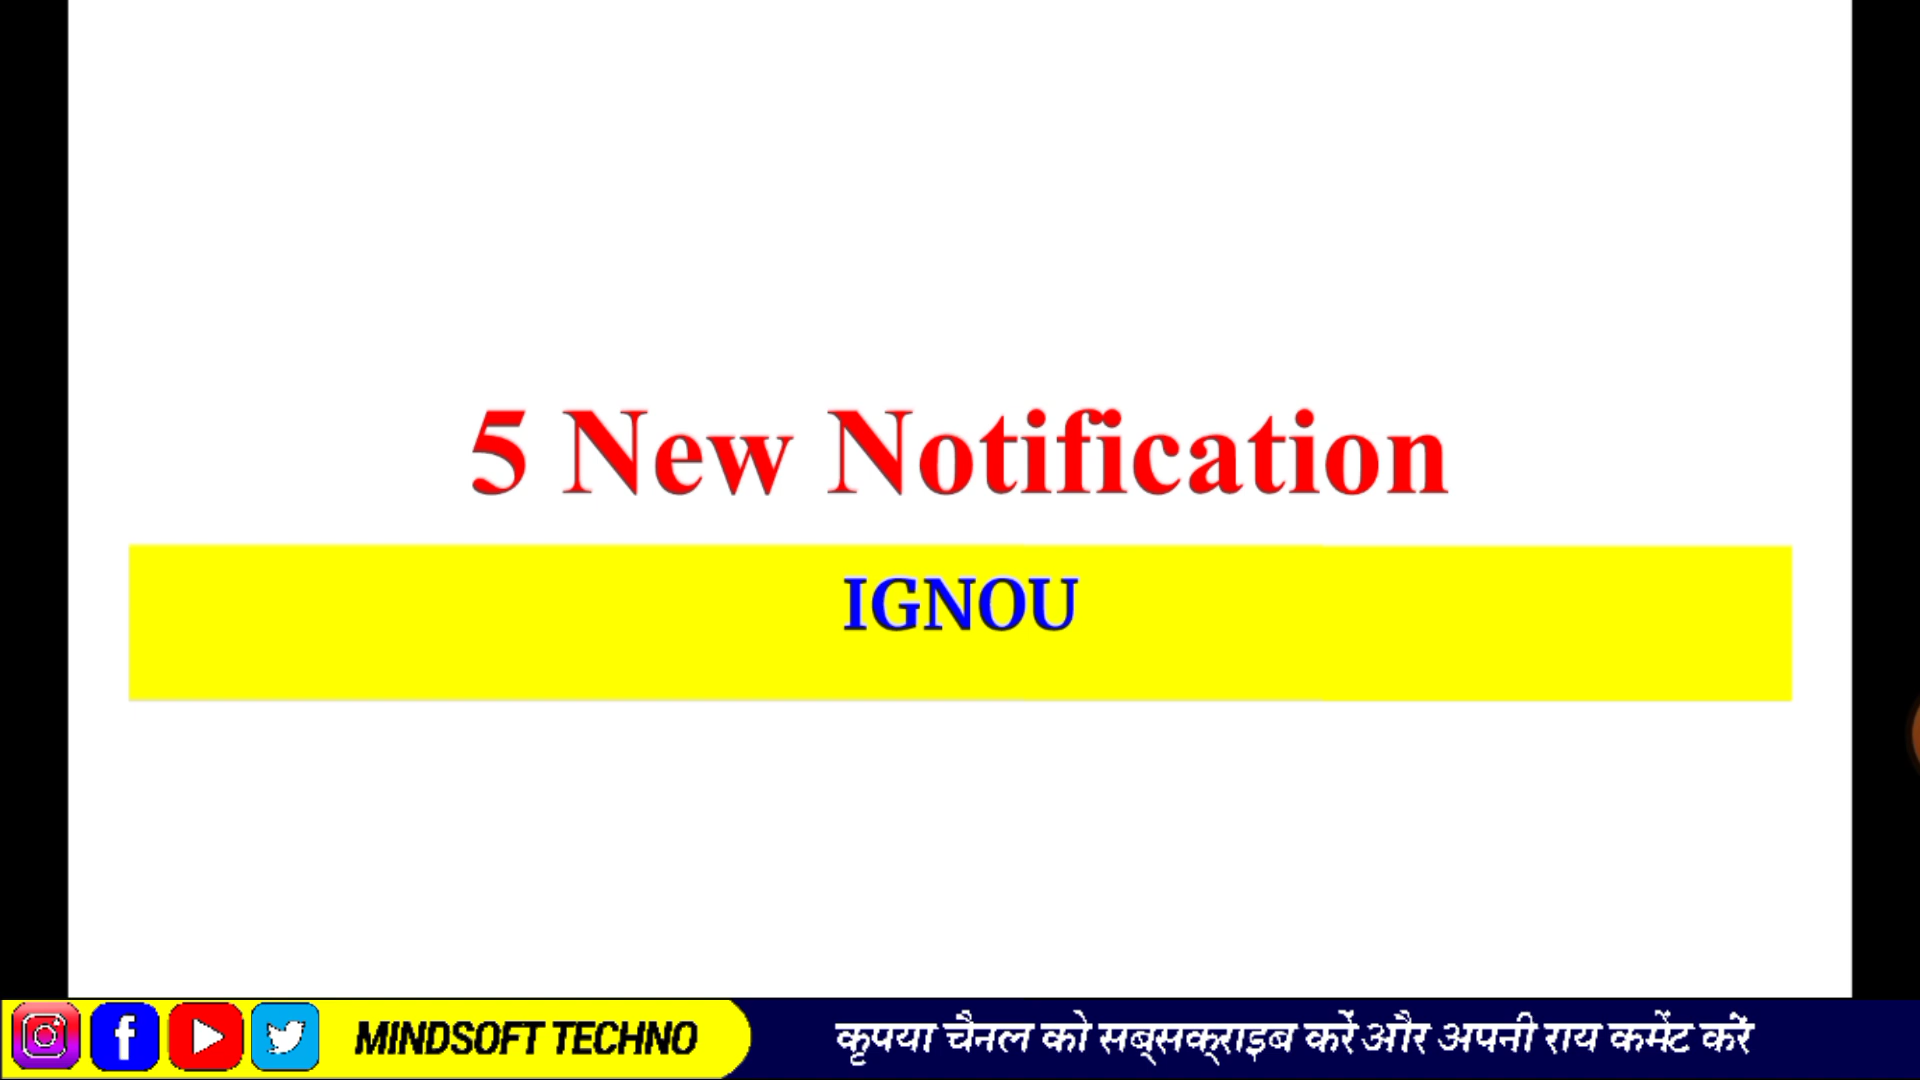 5 New Notification
IGNOU
MINDSOFT TECHNO
कृपया चैनल को सब्सक्राइब करें और अपनी राय कमेंट करें